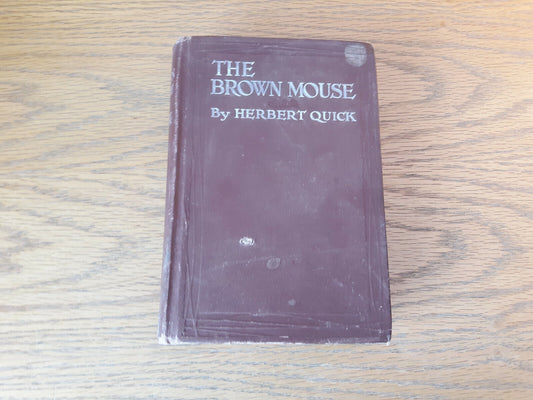 THE
BROWN MOUSE
By HERBERT QUICK